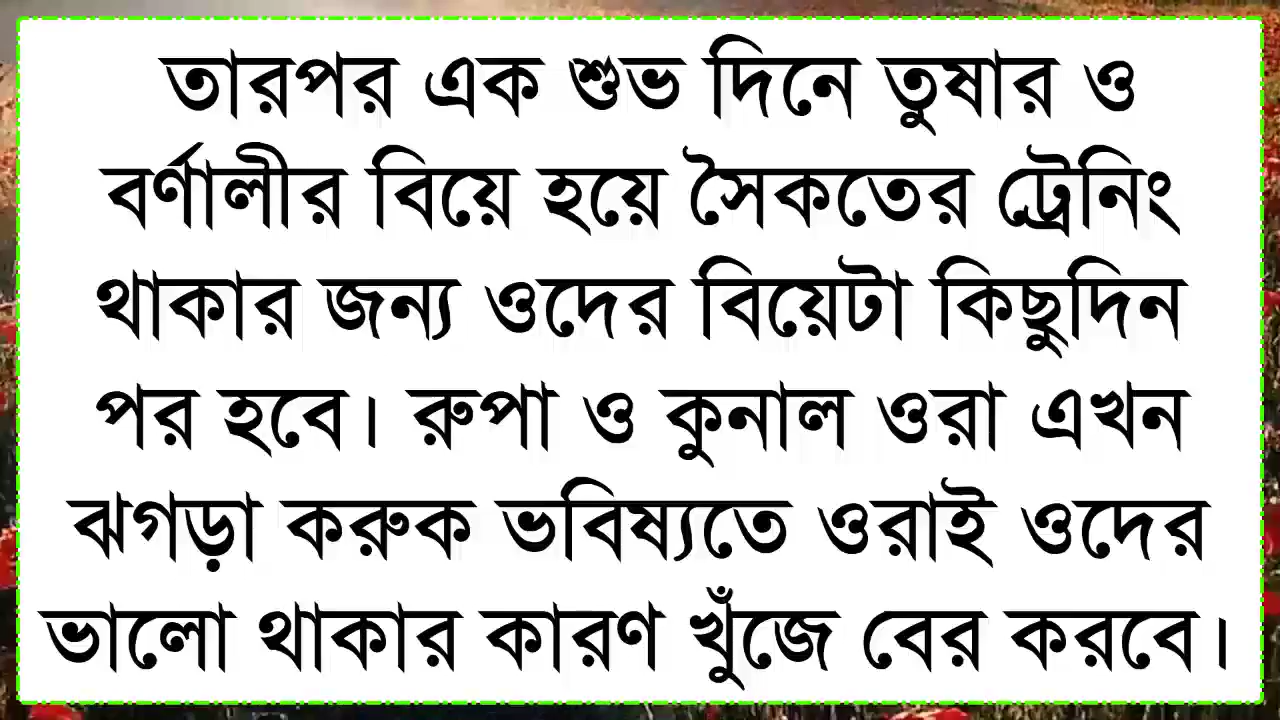 তারপর এক শুভ দিনে তুষার ও
বর্ণালীর বিয়ে হয়ে সৈকতের ট্রেনিং
থাকার জন্য ওদের বিয়েটা কিছুদিন
পর হবে। রুপা ও কুনাল ওরা এখন
ঝগড়া করুক ভবিষ্যতে ওরাই ওদের
ভালো থাকার কারণ খুঁজে বের করবে।